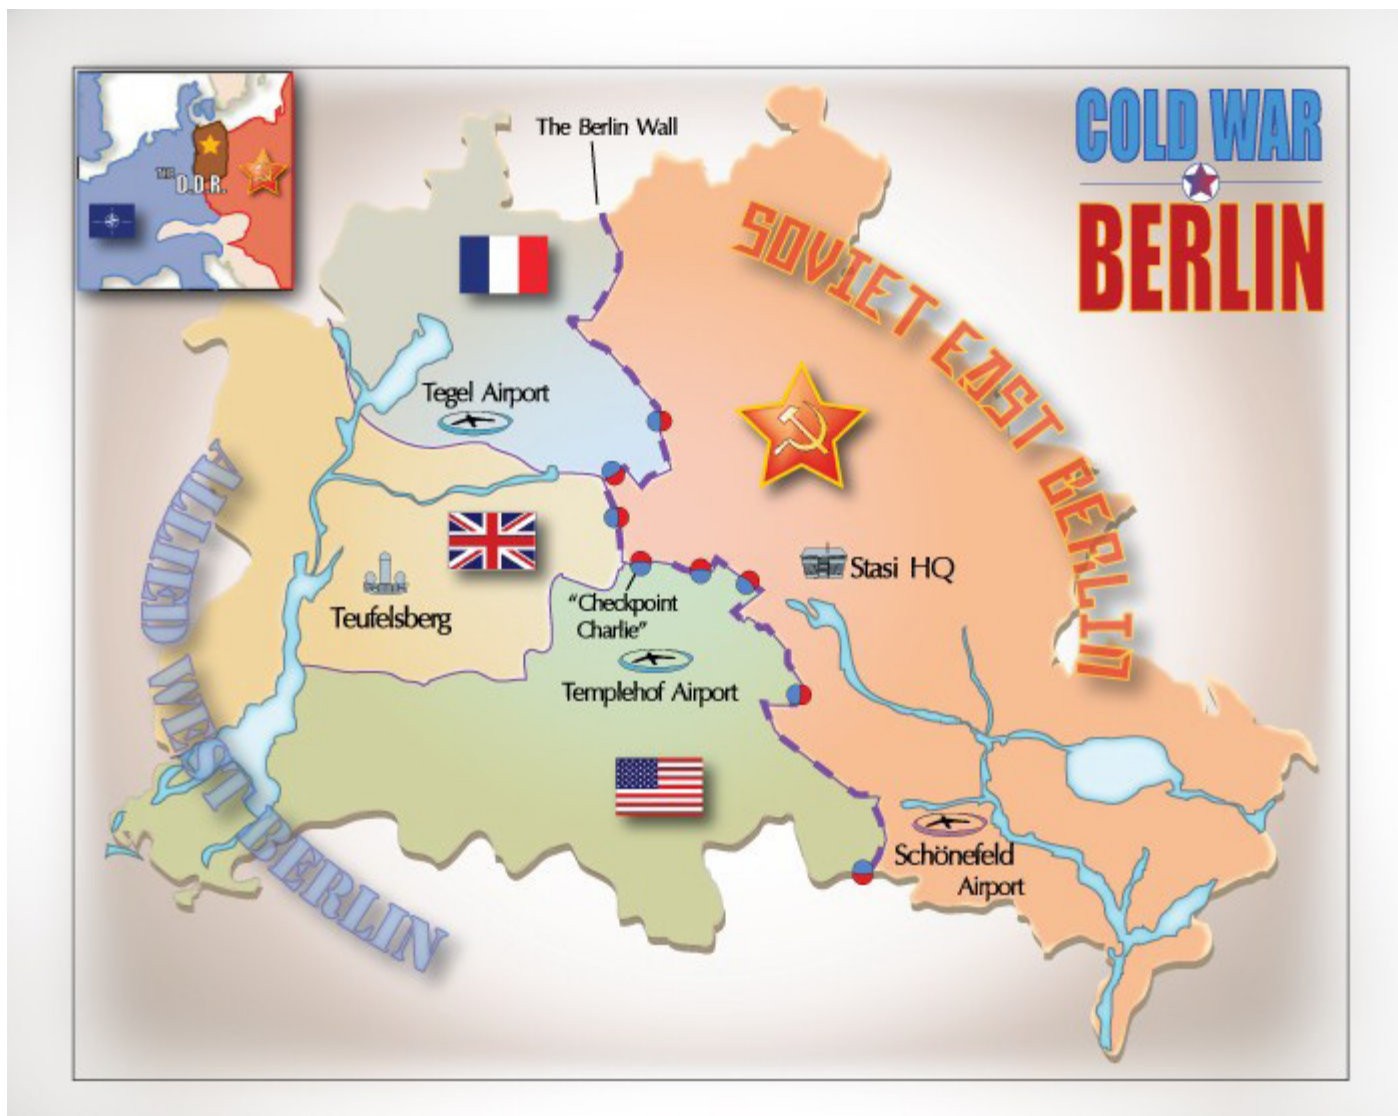 THE
D.D.R.
The Berlin Wall
COLD WAR
BERLIN
SOVIET EAST BERLIN
Tegel Airport
ALLIED WEST BERLIN
Stasi HQ
Teufelsberg
"Checkpoint
Charlie"
Templehof Airport
Schönefeld
Airport